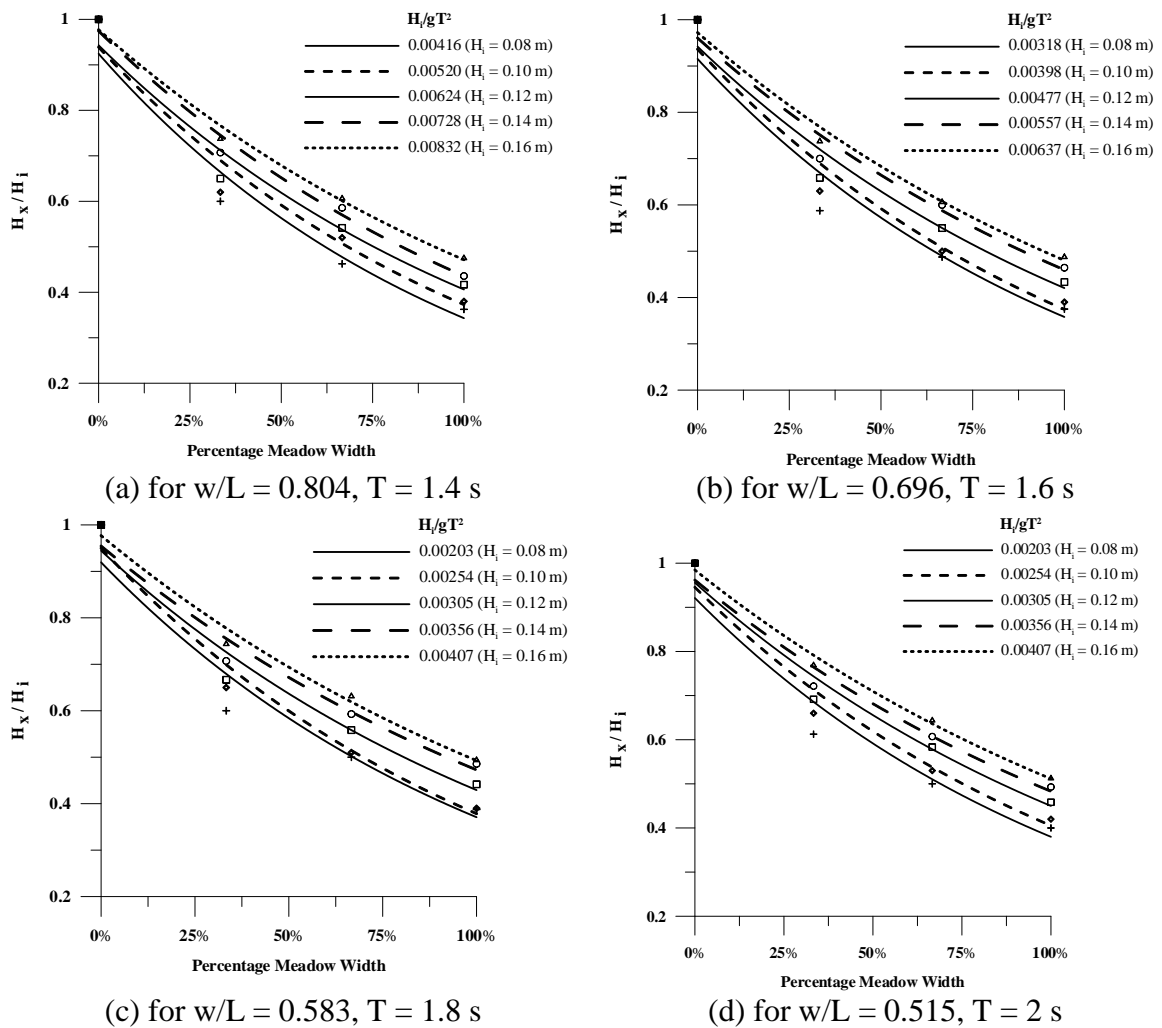 H_i/gT²
0.00416 (H_i = 0.08 m)
0.00520 (H_i = 0.10 m)
0.00624 (H_i = 0.12 m)
0.00728 (H_i = 0.14 m)
0.00832 (H_i = 0.16 m)
H_x / H_i
1
0.8
0.6
0.4
0.2
0% 25% 50% 75% 100%
Percentage Meadow Width
(a) for w/L = 0.804, T = 1.4 s
H_i/gT²
0.00318 (H_i = 0.08 m)
0.00398 (H_i = 0.10 m)
0.00477 (H_i = 0.12 m)
0.00557 (H_i = 0.14 m)
0.00637 (H_i = 0.16 m)
H_x / H_i
1
0.8
0.6
0.4
0.2
0% 25% 50% 75% 100%
Percentage Meadow Width
(b) for w/L = 0.696, T = 1.6 s
H_i/gT²
0.00203 (H_i = 0.08 m)
0.00254 (H_i = 0.10 m)
0.00305 (H_i = 0.12 m)
0.00356 (H_i = 0.14 m)
0.00407 (H_i = 0.16 m)
H_x / H_i
1
0.8
0.6
0.4
0.2
0% 25% 50% 75% 100%
Percentage Meadow Width
(c) for w/L = 0.583, T = 1.8 s
H_i/gT²
0.00203 (H_i = 0.08 m)
0.00254 (H_i = 0.10 m)
0.00305 (H_i = 0.12 m)
0.00356 (H_i = 0.14 m)
0.00407 (H_i = 0.16 m)
H_x / H_i
1
0.8
0.6
0.4
0.2
0% 25% 50% 75% 100%
Percentage Meadow Width
(d) for w/L = 0.515, T = 2 s